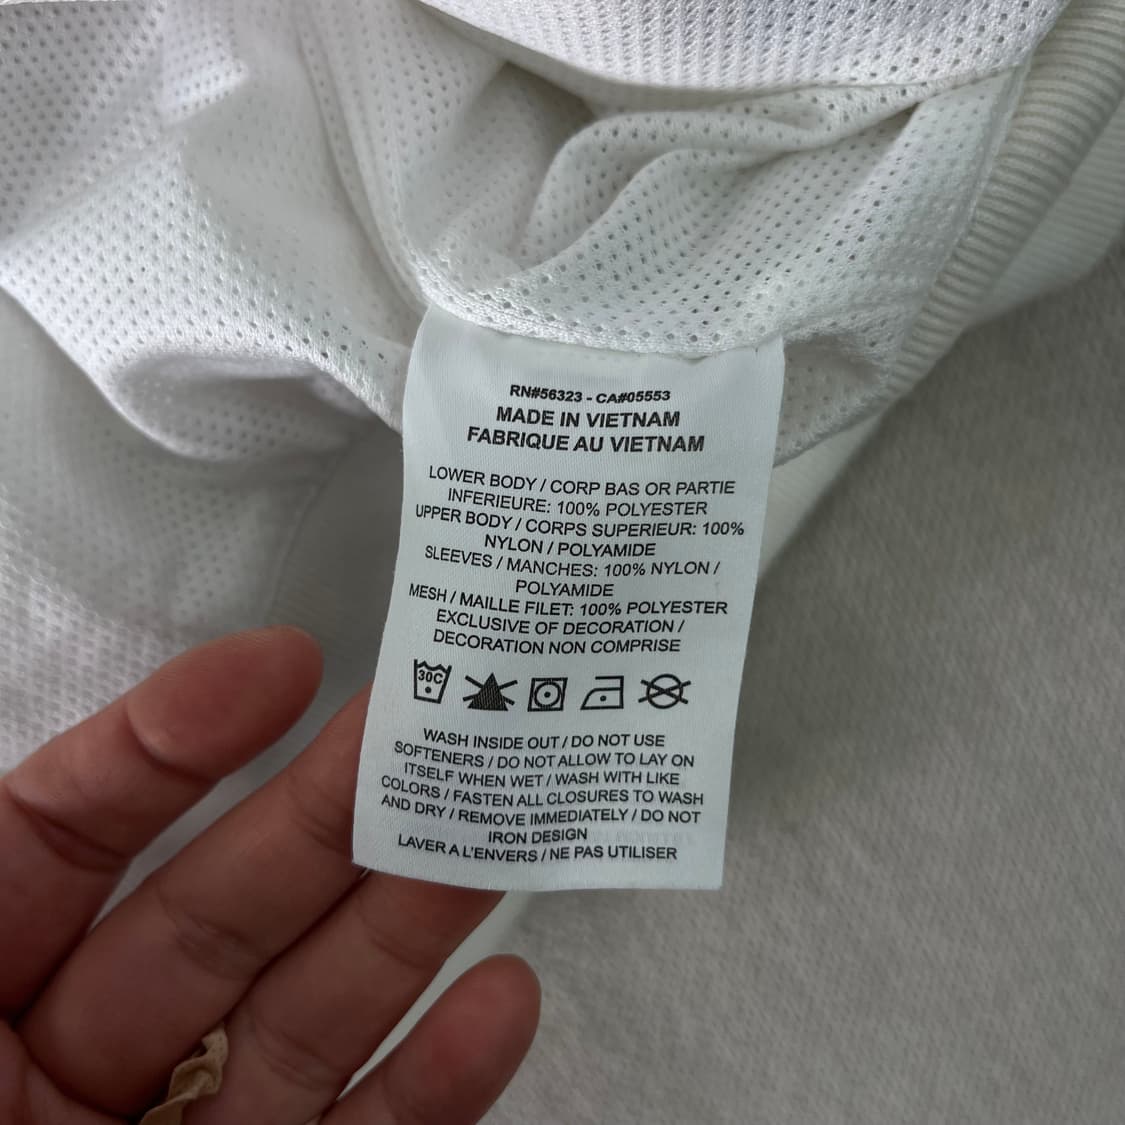 RN#56323 - CA#05553
MADE IN VIETNAM
FABRIQUE AU VIETNAM
LOWER BODY / CORP BAS OR PARTIE
INFERIEURE: 100% POLYESTER
UPPER BODY / CORPS SUPERIEUR: 100%
NYLON / POLYAMIDE
SLEEVES / MANCHES: 100% NYLON /
POLYAMIDE
MESH / MAILLE FILET: 100% POLYESTER
EXCLUSIVE OF DECORATION /
DECORATION NON COMPRISE
30C
WASH INSIDE OUT / DO NOT USE
SOFTENERS / DO NOT ALLOW TO LAY ON
ITSELF WHEN WET / WASH WITH LIKE
COLORS / FASTEN ALL CLOSURES TO WASH
AND DRY / REMOVE IMMEDIATELY / DO NOT
IRON DESIGN
LAVER A L'ENVERS / NE PAS UTILISER